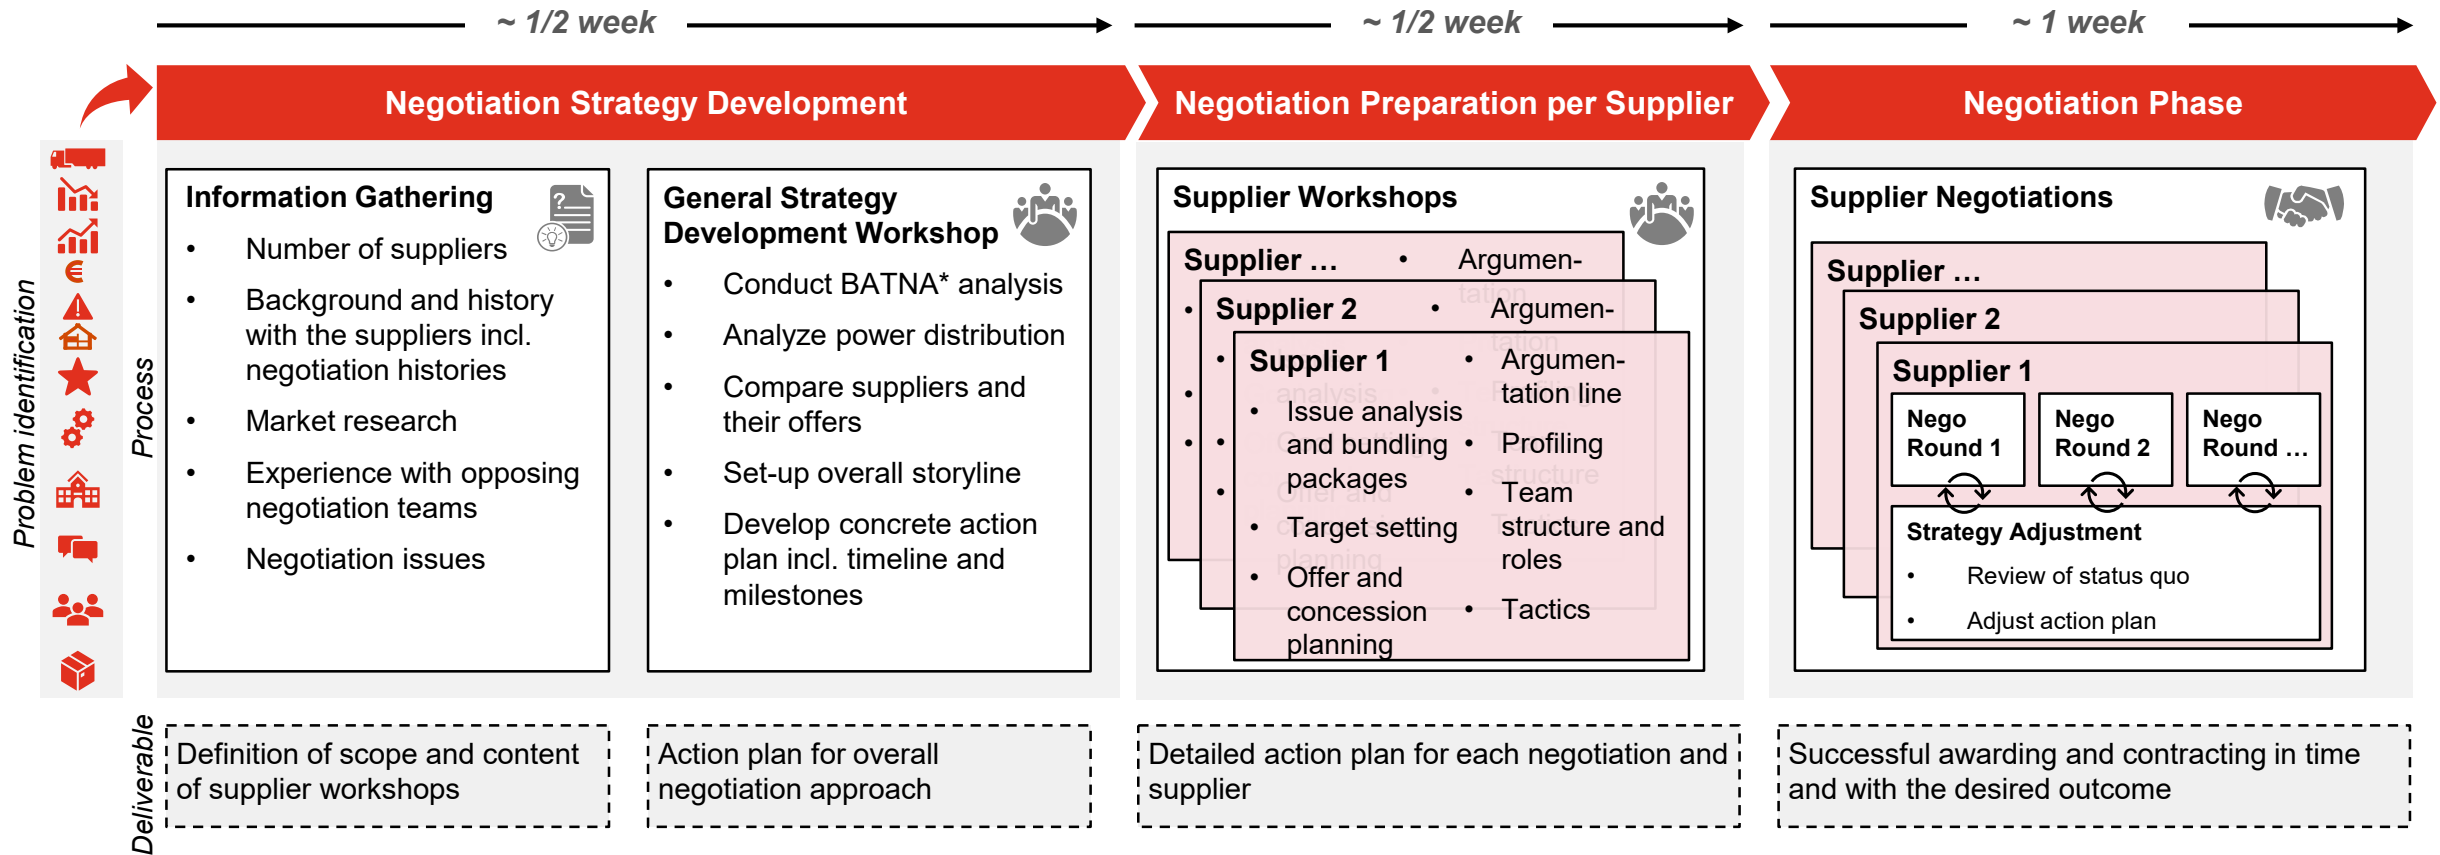 ~ 1/2 week
~ 1/2 week
~ 1 week
Negotiation Strategy Development
Negotiation Preparation per Supplier
Negotiation Phase
Problem identification
Process
Information Gathering
?
• Number of suppliers
• Background and history
with the suppliers incl.
negotiation histories
• Market research
• Experience with opposing
negotiation teams
• Negotiation issues
General Strategy
Development Workshop
• Conduct BATNA* analysis
• Analyze power distribution
• Compare suppliers and
their offers
• Set-up overall storyline
• Develop concrete action
plan incl. timeline and
milestones
Supplier Workshops
Supplier …
• Argumen-
tation
Supplier 2
• Argumen-
tation
Supplier 1
• Issue analysis
and bundling
packages
• Target setting
• Offer and
concession
planning
• Argumen-
tation line
• Profiling
• Team
structure and
roles
• Tactics
Supplier Negotiations
Supplier …
Supplier 2
Supplier 1
Nego
Round 1
Nego
Round 2
Nego
Round …
Strategy Adjustment
• Review of status quo
• Adjust action plan
Deliverable
Definition of scope and content
of supplier workshops
Action plan for overall
negotiation approach
Detailed action plan for each negotiation and
supplier
Successful awarding and contracting in time
and with the desired outcome